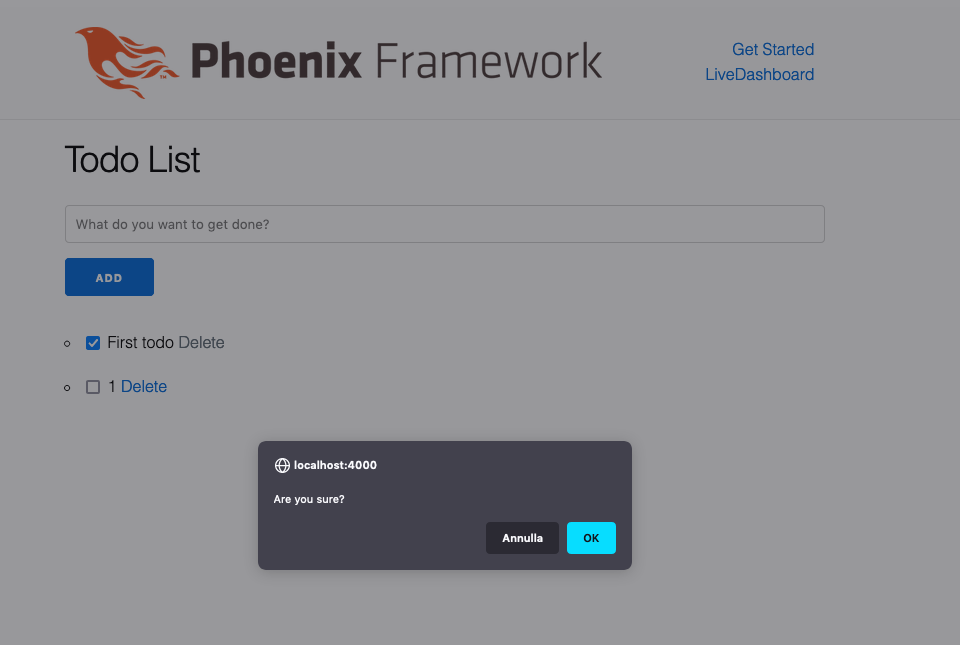 Phoenix Framework
TM
Get Started
LiveDashboard
Todo List
What do you want to get done?
ADD
First todo Delete
1 Delete
localhost:4000
Are you sure?
Annulla
OK